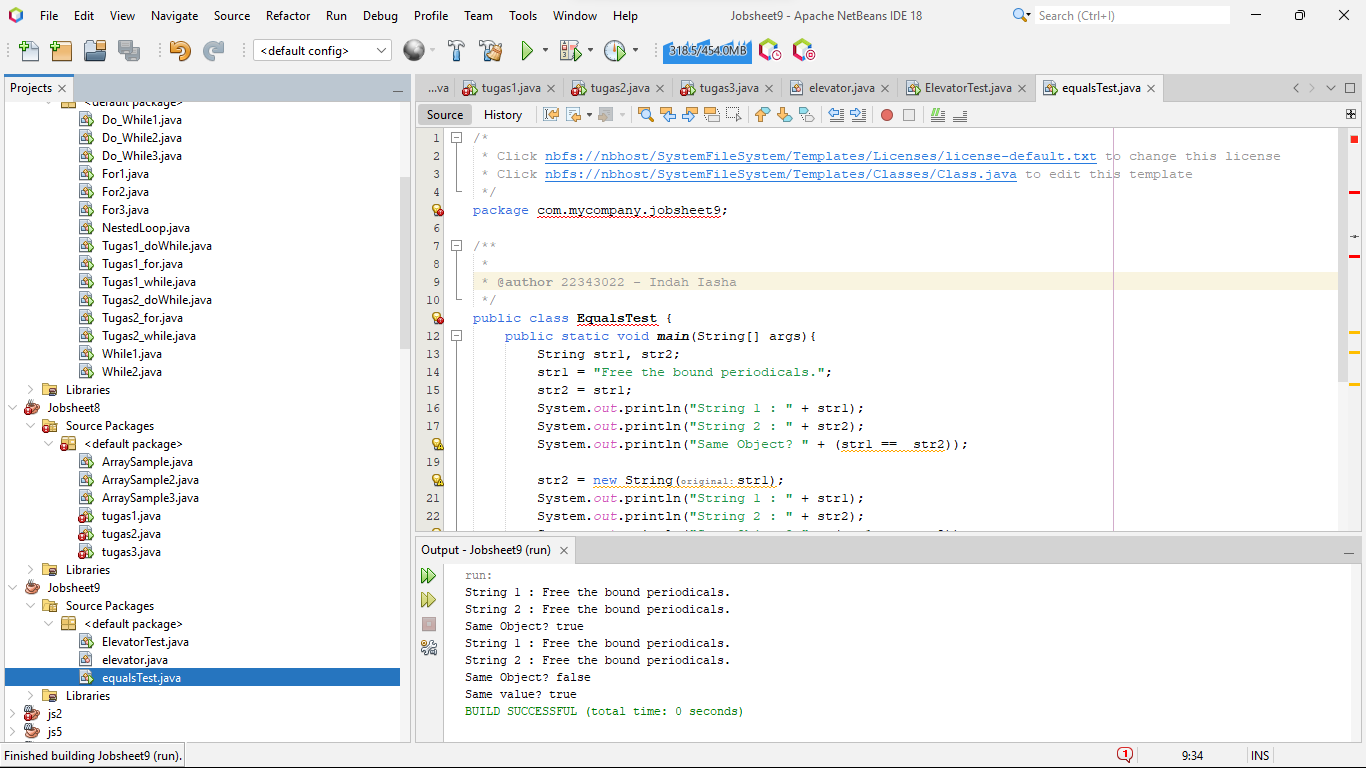 File Edit View Navigate Source Refactor Run Debug Profile Team Tools Window Help Jobsheet9 - Apache NetBeans IDE 18 Search (Ctrl+I)
<default config> 318.5/454.0MB
Projects
<default package>
Do_While1.java
Do_While2.java
Do_While3.java
For1.java
For2.java
For3.java
NestedLoop.java
Tugas1_doWhile.java
Tugas1_for.java
Tugas1_while.java
Tugas2_doWhile.java
Tugas2_for.java
Tugas2_while.java
While1.java
While2.java
Libraries
Jobsheet8
Source Packages
<default package>
ArraySample.java
ArraySample2.java
ArraySample3.java
tugas1.java
tugas2.java
tugas3.java
Libraries
Jobsheet9
Source Packages
<default package>
ElevatorTest.java
elevator.java
equalsTest.java
Libraries
js2
js5
...va tugas1.java tugas2.java tugas3.java elevator.java ElevatorTest.java equalsTest.java
Source History
1 /*
2 * Click nbfs://nbhost/SystemFileSystem/Templates/Licenses/license-default.txt to change this license
3 * Click nbfs://nbhost/SystemFileSystem/Templates/Classes/Class.java to edit this template
4 */
package com.mycompany.jobsheet9;
6
7 /**
8 *
9 * @author 22343022 - Indah Iasha
10 */
public class EqualsTest {
12 public static void main(String[] args){
13 String str1, str2;
14 str1 = "Free the bound periodicals.";
15 str2 = str1;
16 System.out.println("String 1 : " + str1);
17 System.out.println("String 2 : " + str2);
System.out.println("Same Object? " + (str1 == str2));
19
str2 = new String(original: str1);
21 System.out.println("String 1 : " + str1);
22 System.out.println("String 2 : " + str2);
Output - Jobsheet9 (run)
run:
String 1 : Free the bound periodicals.
String 2 : Free the bound periodicals.
Same Object? true
String 1 : Free the bound periodicals.
String 2 : Free the bound periodicals.
Same Object? false
Same value? true
BUILD SUCCESSFUL (total time: 0 seconds)
Finished building Jobsheet9 (run). 1 9:34 INS